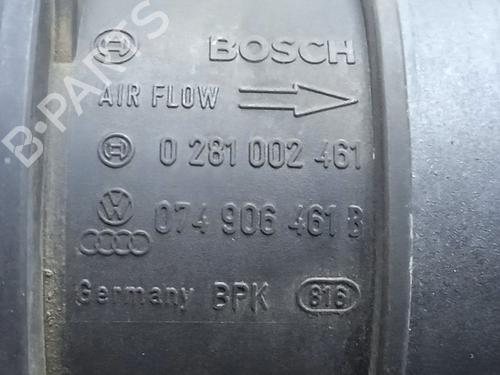 BOSCH
AIR FLOW
0 281 002 461
074 906 461 B
Germany BPK 816
B-PARTS